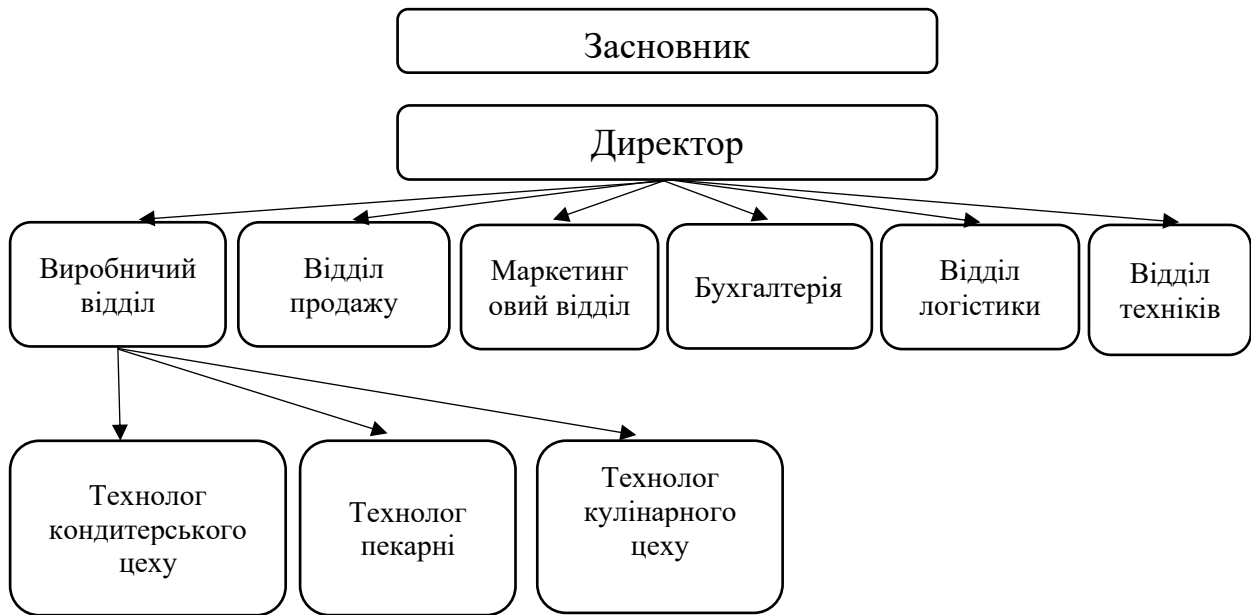 Засновник
Директор
Виробничий
відділ
Відділ
продажу
Маркетинг
овий відділ
Бухгалтерія
Відділ
логістики
Відділ
техніків
Технолог
кондитерського
цеху
Технолог
пекарні
Технолог
кулінарного
цеху